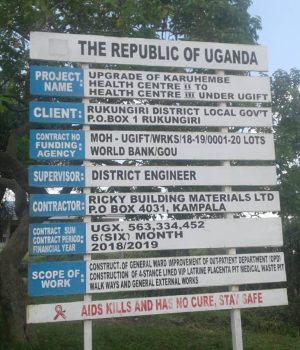 THE REPUBLIC OF UGANDA
PROJECT NAME: UPGRADE OF KARUHEMBE
HEALTH CENTRE II TO
HEALTH CENTRE III UNDER UGIFT
CLIENT: RUKUNGIRI DISTRICT LOCAL GOV'T
P.O.BOX 1 RUKUNGIRI
CONTRACT NO MOH - UGIFT/WRKS/18-19/0001-20 LOTS
FUNDING AGENCY WORLD BANK/GOU
SUPERVISOR: DISTRICT ENGINEER
CONTRACTOR: RICKY BUILDING MATERIALS LTD
P.O BOX 4031, KAMPALA
CONTRACT SUM UGX. 563,334,452
CONTRACT PERIOD: 6(SIX) MONTH
FINANCIAL YEAR 2018/2019
SCOPE OF WORK CONSTRUCT. OF GENERAL WARD IMPROVEMENT OF OUTPATIENT DEPARTMENT (OPD)
CONSTRUCTION OF 4-STANCE LINED VIP LATRINE PLACENTA PIT MEDICAL WASTE PIT
WALK WAYS AND GENERAL EXTERNAL WORKS
AIDS KILLS AND HAS NO CURE, STAY SAFE